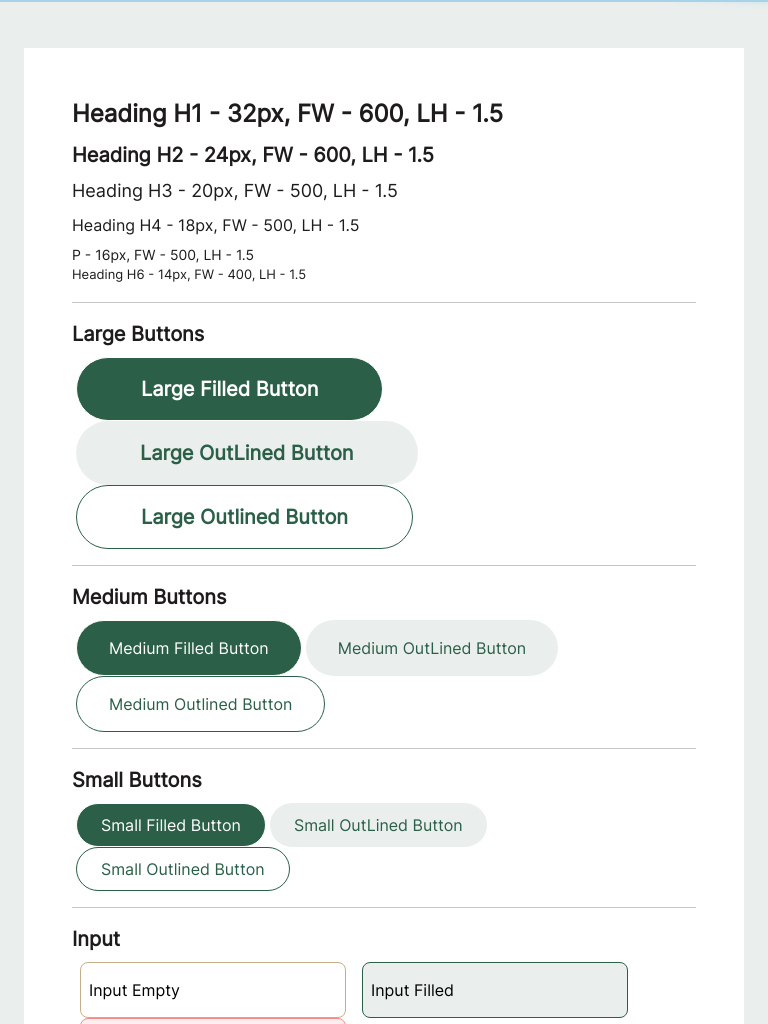 Heading H1 - 32px, FW - 600, LH - 1.5
Heading H2 - 24px, FW - 600, LH - 1.5
Heading H3 - 20px, FW - 500, LH - 1.5
Heading H4 - 18px, FW - 500, LH - 1.5
P - 16px, FW - 500, LH - 1.5
Heading H6 - 14px, FW - 400, LH - 1.5
Large Buttons
Large Filled Button
Large OutLined Button
Large Outlined Button
Medium Buttons
Medium Filled Button Medium OutLined Button
Medium Outlined Button
Small Buttons
Small Filled Button Small OutLined Button
Small Outlined Button
Input
Input Empty Input Filled